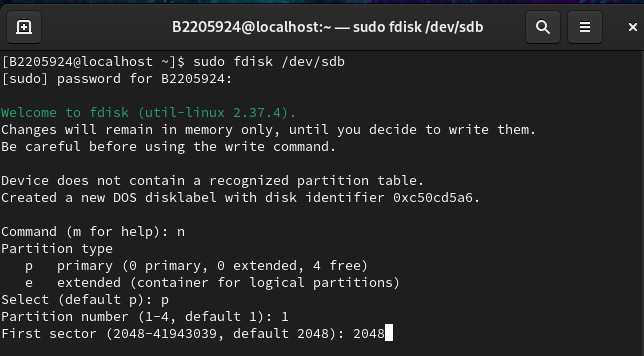 B2205924@localhost:~ — sudo fdisk /dev/sdb
[B2205924@localhost ~]$ sudo fdisk /dev/sdb
[sudo] password for B2205924:
Welcome to fdisk (util-linux 2.37.4).
Changes will remain in memory only, until you decide to write them.
Be careful before using the write command.
Device does not contain a recognized partition table.
Created a new DOS disklabel with disk identifier 0xc50cd5a6.
Command (m for help): n
Partition type
p primary (0 primary, 0 extended, 4 free)
e extended (container for logical partitions)
Select (default p): p
Partition number (1-4, default 1): 1
First sector (2048-41943039, default 2048): 2048